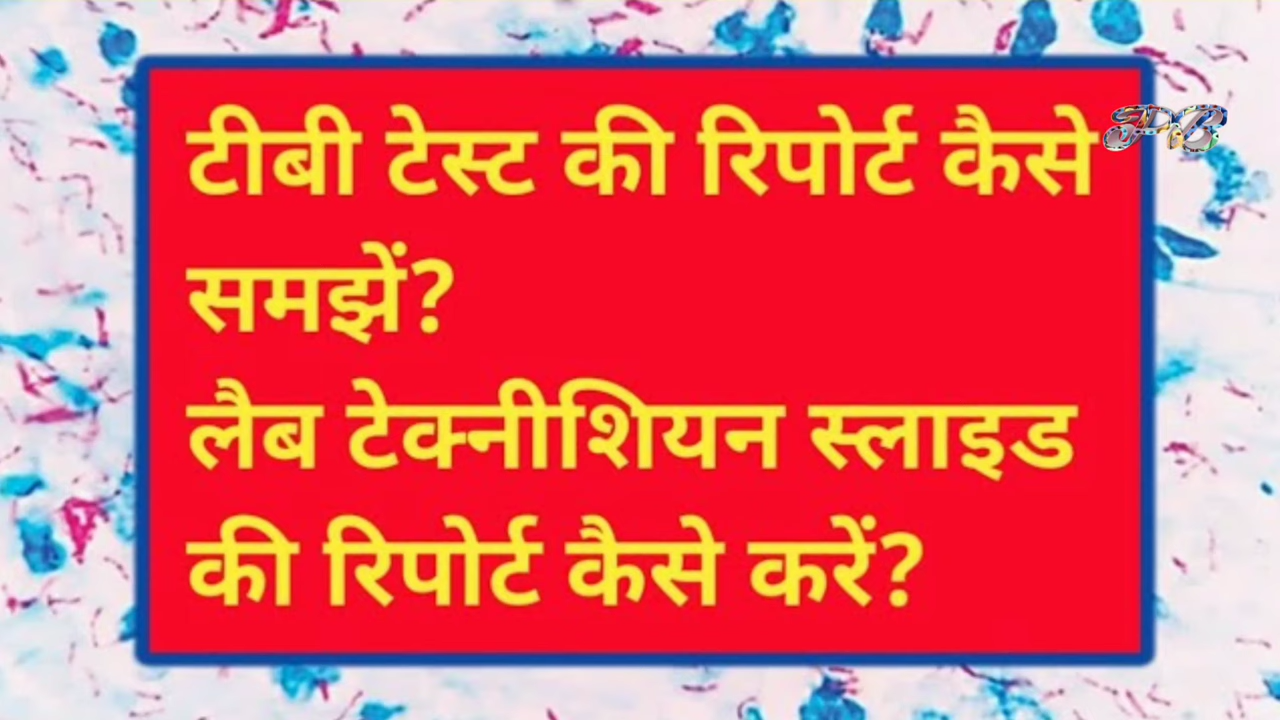 टीबी टेस्ट की रिपोर्ट कैसे
समझें?
लैब टेक्नीशियन स्लाइड
की रिपोर्ट कैसे करें?